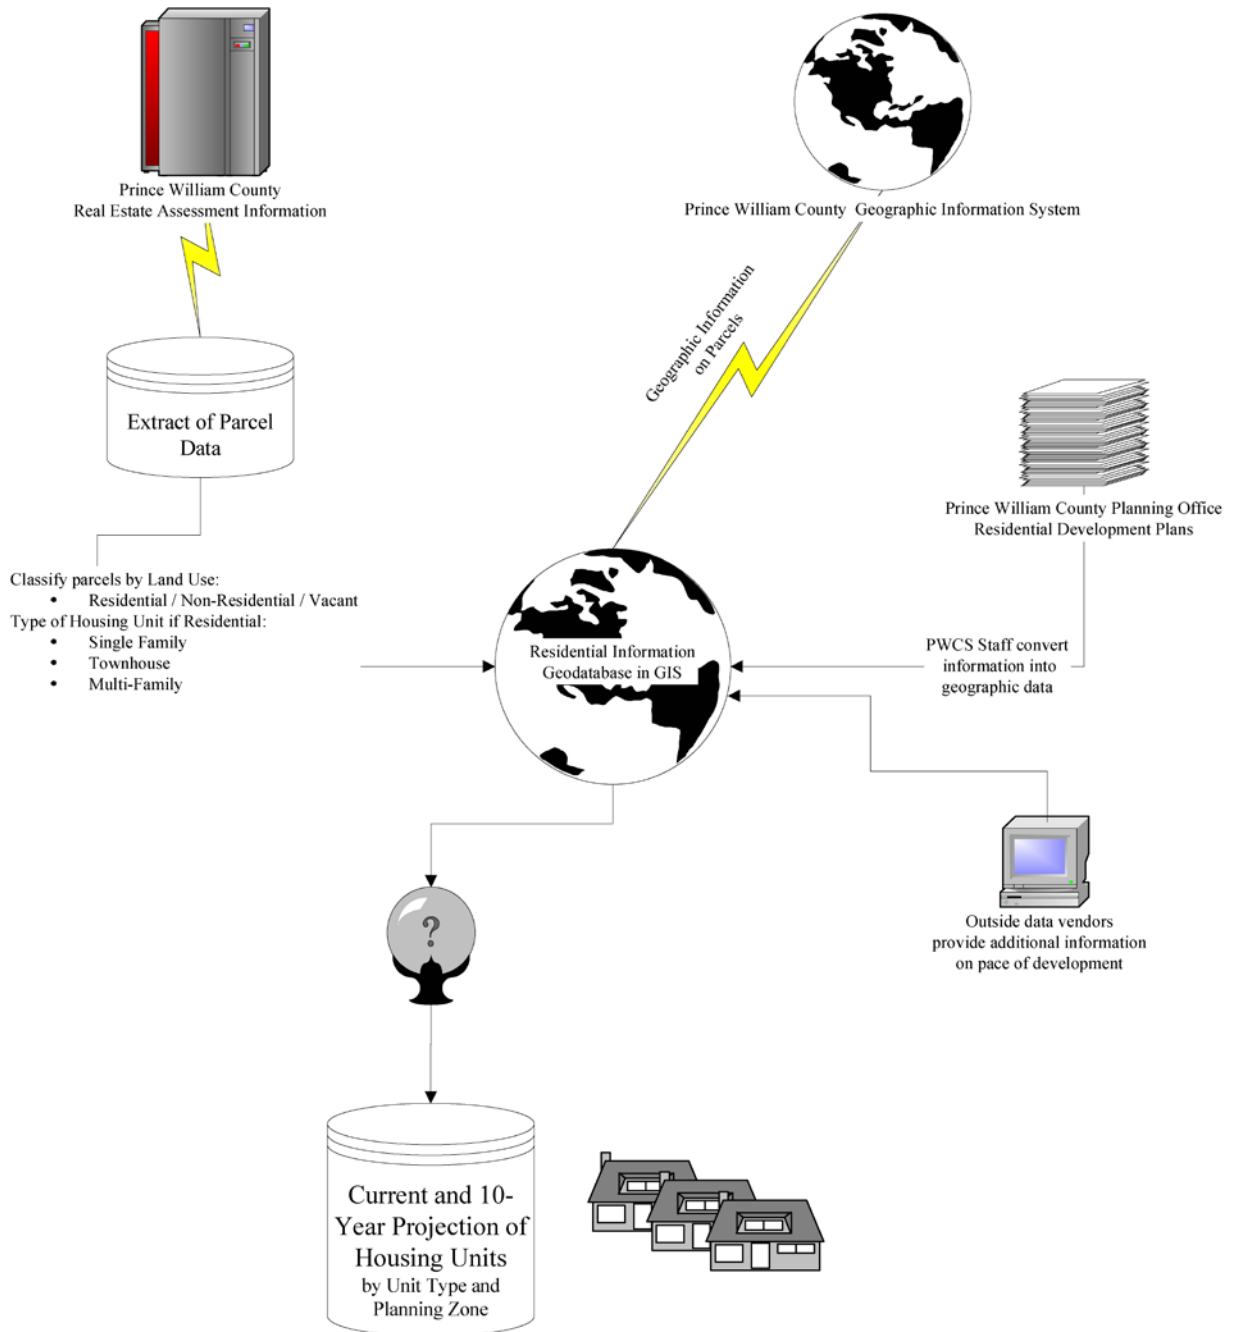 Prince William County
Real Estate Assessment Information
Prince William County  Geographic Information System
Geographic Information
on Parcels
Extract of Parcel
Data
Prince William County Planning Office
Residential Development Plans
Classify parcels by Land Use:
• Residential / Non-Residential / Vacant
Type of Housing Unit if Residential:
• Single Family
• Townhouse
• Multi-Family
Residential Information
Geodatabase in GIS
PWCS Staff convert
information into
geographic data
Outside data vendors
provide additional information
on pace of development
?
Current and 10-
Year Projection of
Housing Units
by Unit Type and
Planning Zone